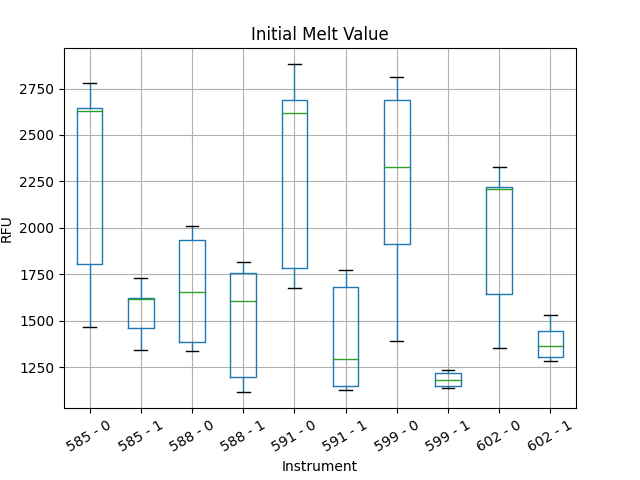 Initial Melt Value
RFU
2750
2500
2250
2000
1750
1500
1250
585 - 0
585 - 1
588 - 0
588 - 1
591 - 0
591 - 1
599 - 0
599 - 1
602 - 0
602 - 1
Instrument